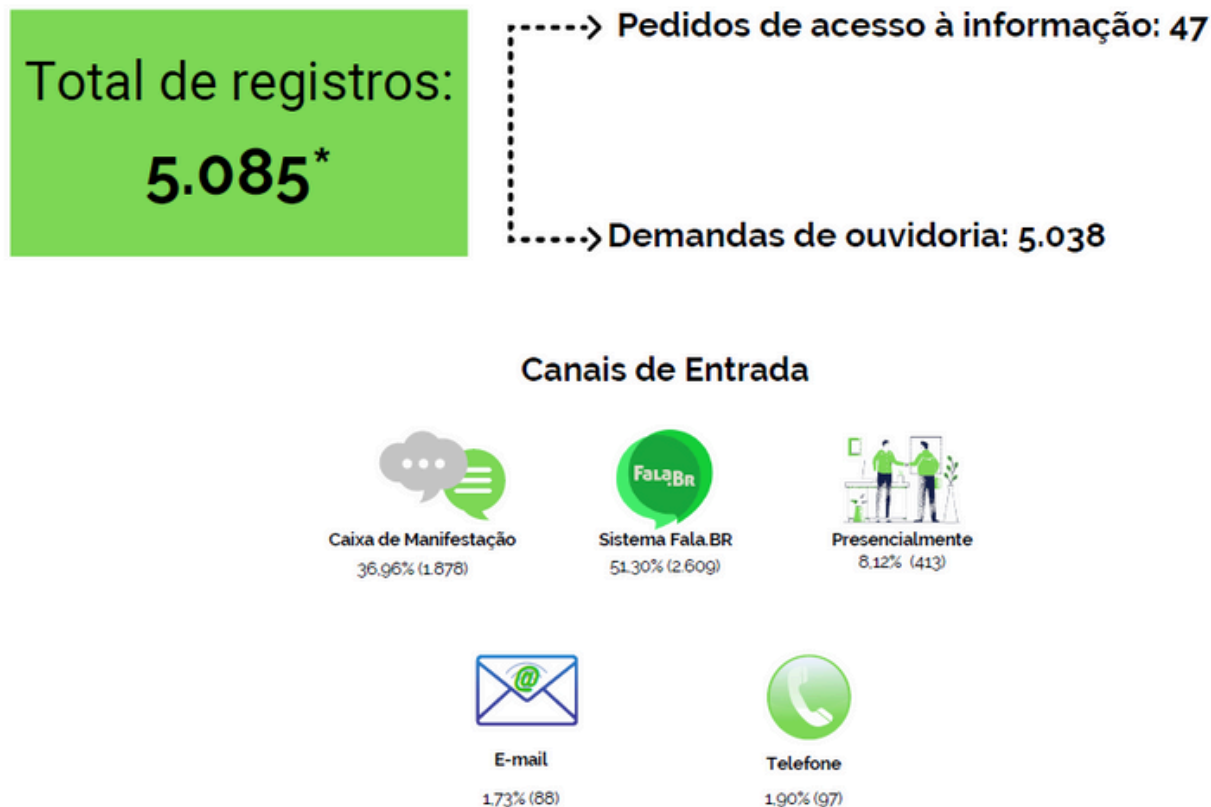 Total de registros:
5.085*
Pedidos de acesso à informação: 47
Demandas de ouvidoria: 5.038
Canais de Entrada
FALA.BR
Caixa de Manifestação
36,96% (1.878)
Sistema Fala.BR
51,30% (2.609)
Presencialmente
8,12% (413)
@
E-mail
1,73% (88)
Telefone
1,90% (97)